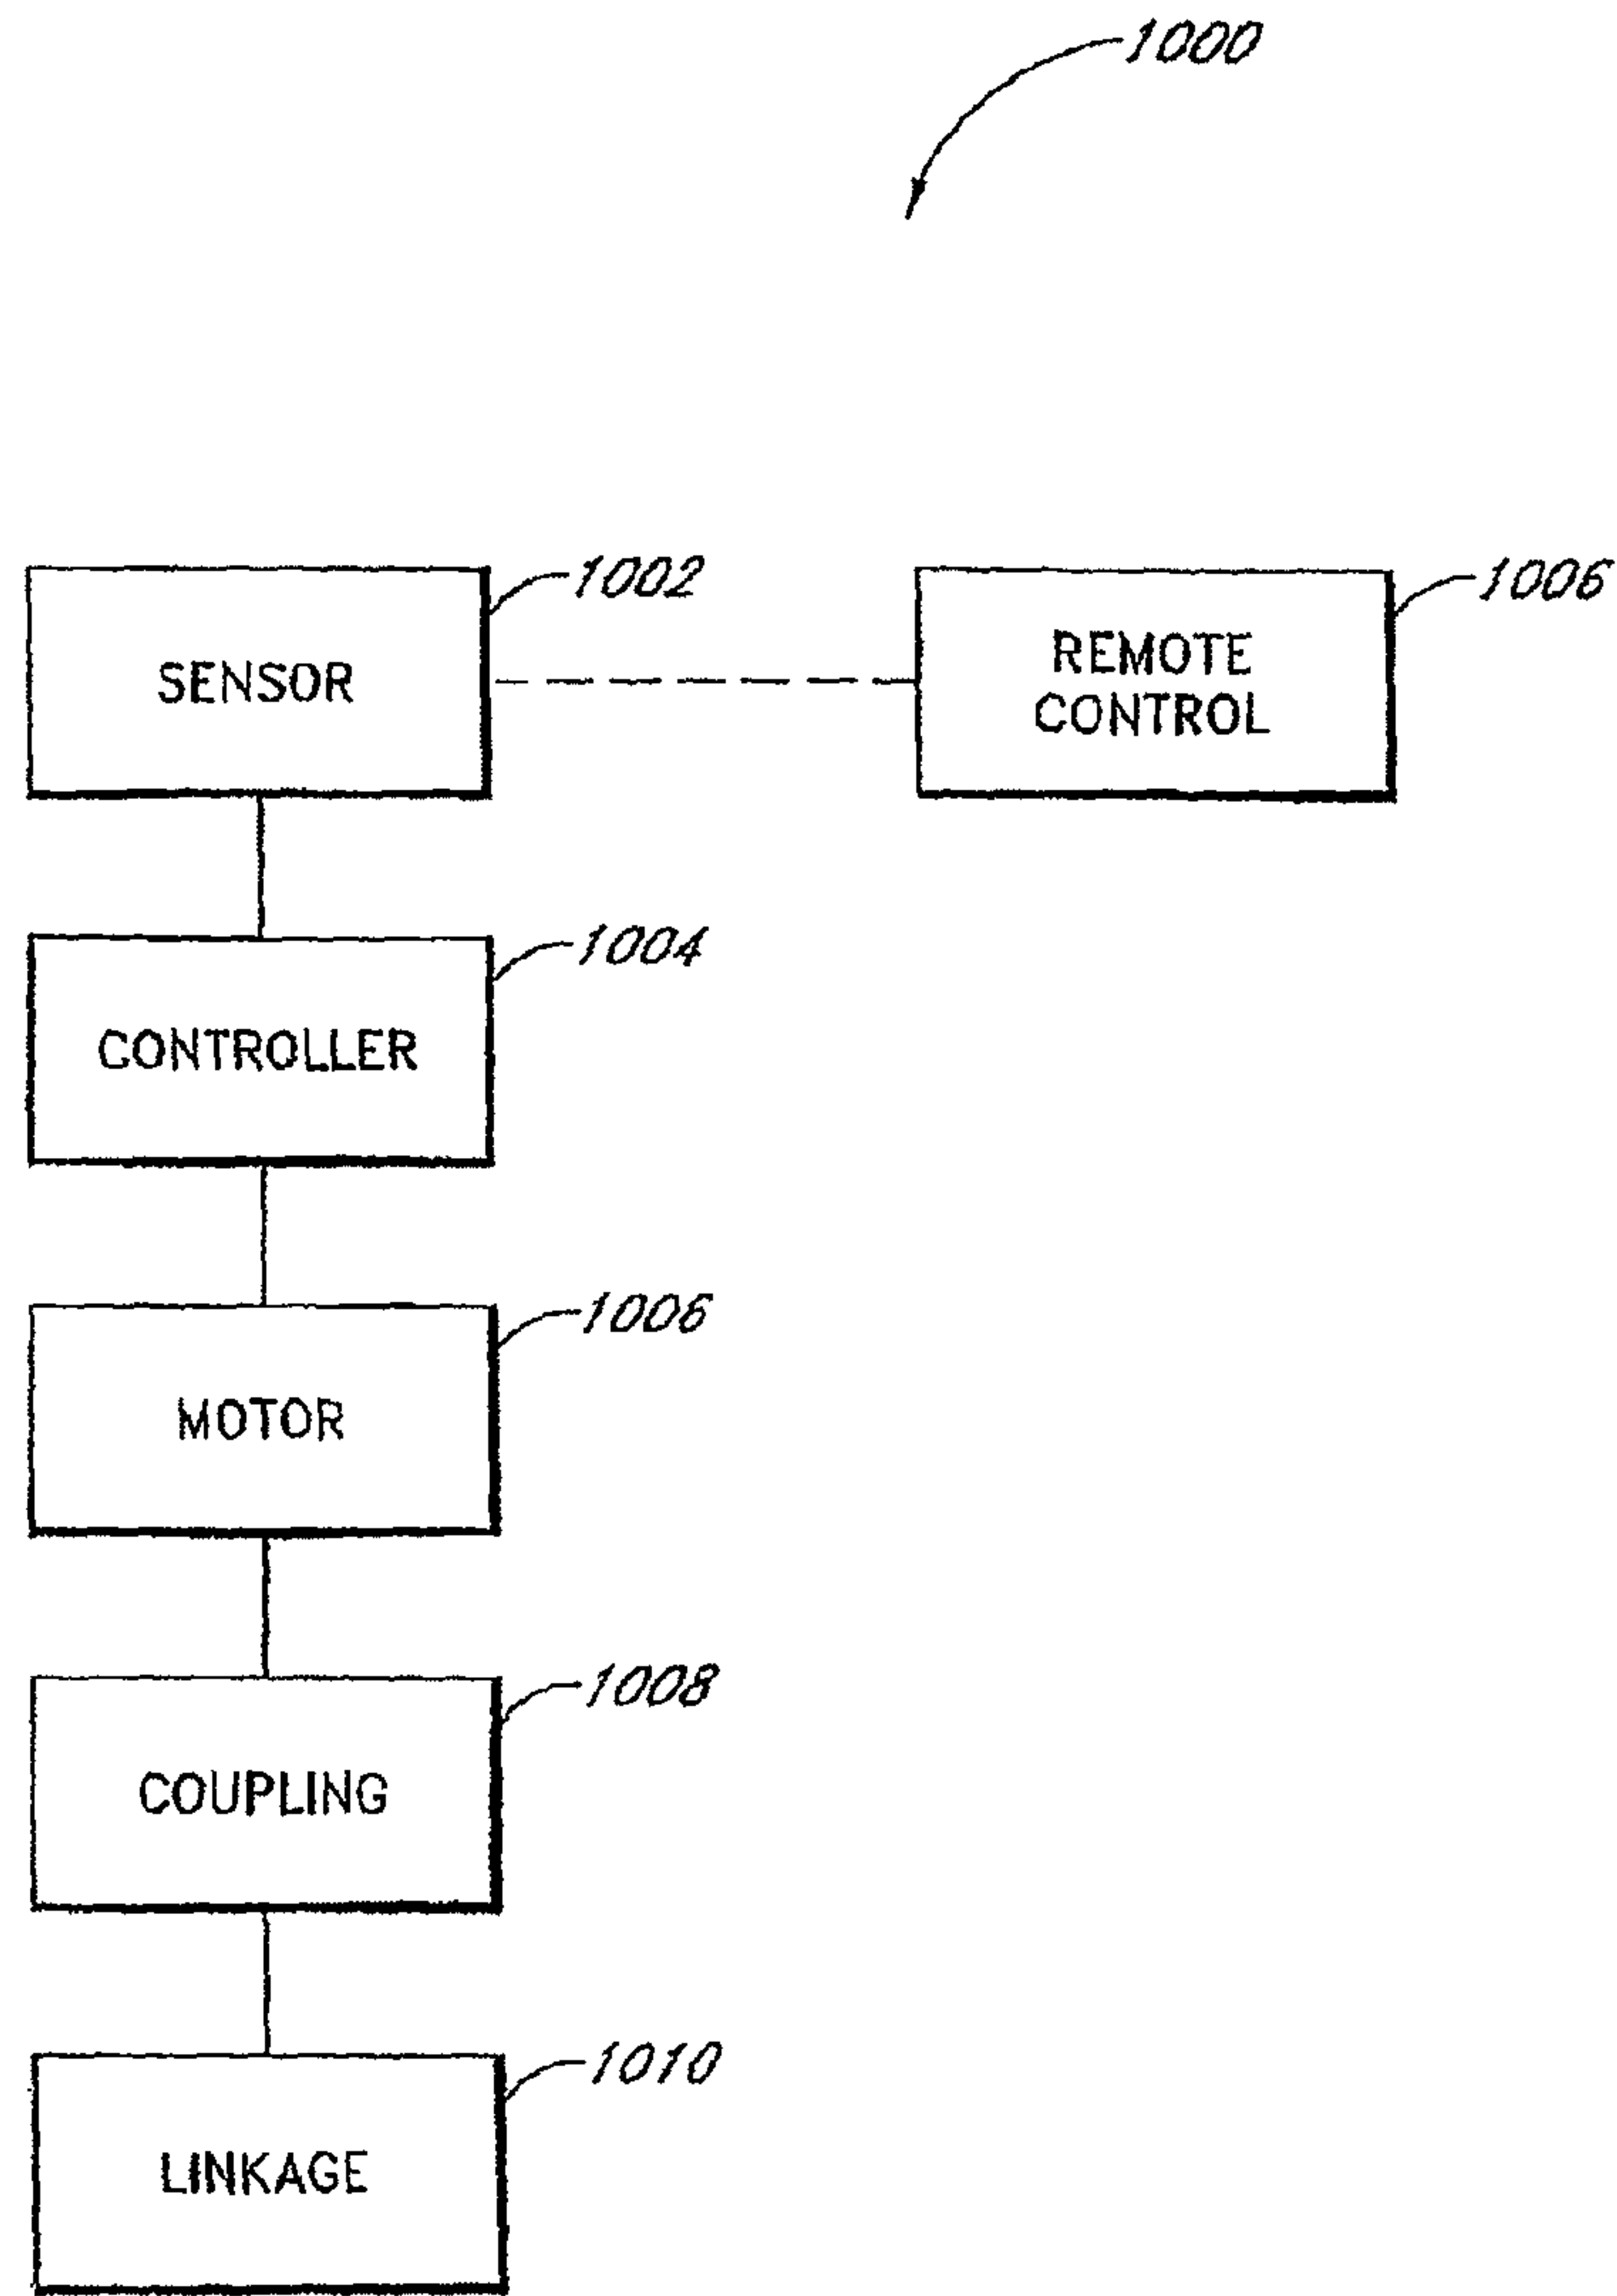 1000
1002
SENSOR
1006
REMOTE
CONTROL
1004
CONTROLLER
1006
MOTOR
1008
COUPLING
1010
LINKAGE